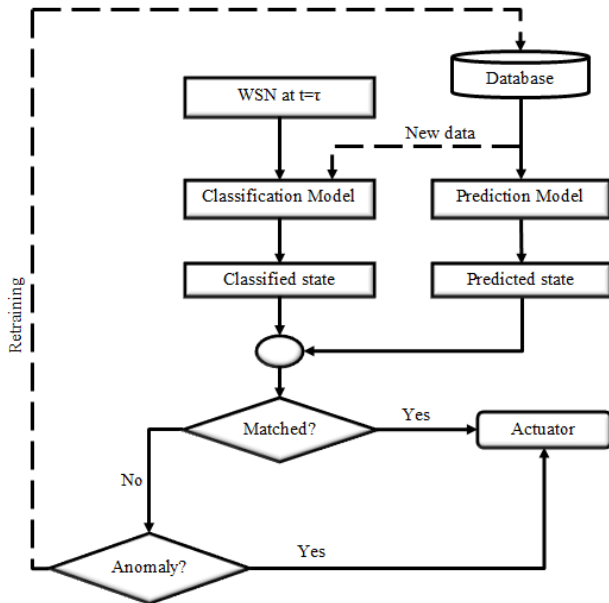 Database
WSN at t=τ
New data
Classification Model
Prediction Model
Classified state
Predicted state
Retraining
Matched?
Yes
Actuator
No
Anomaly?
Yes